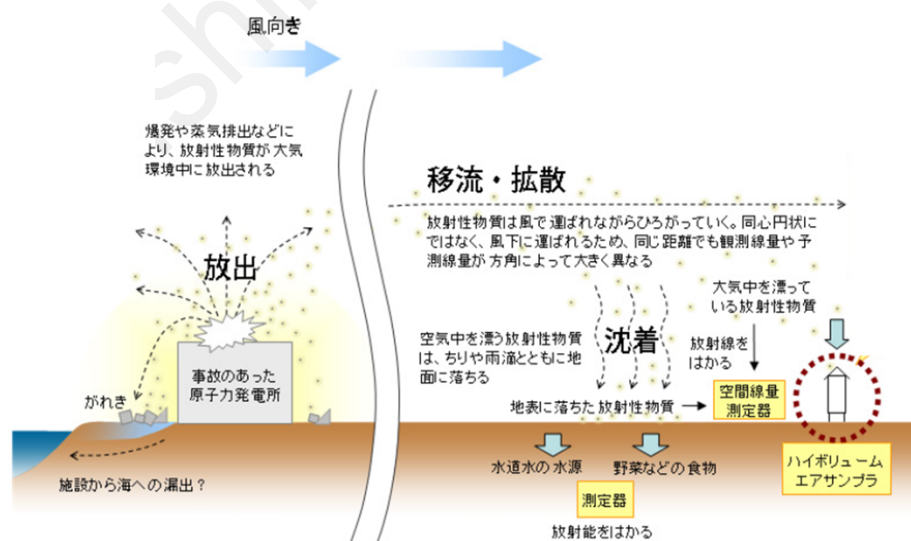 風向き
爆発や蒸気排出などに
より、放射性物質が大気
環境中に放出される
放出
事故のあった
原子力発電所
がれき
施設から海への漏出？
移流・拡散
放射性物質は風で運ばれながらひろがっていく。同心円状に
ではなく、風下に運ばれるため、同じ距離でも観測線量や予
測線量が方角によって大きく異なる
空気中を漂う放射性物質
は、ちりや雨滴とともに地
面に落ちる
沈着
大気中を漂って
いる放射性物質
放射線を
はかる
地表に落ちた放射性物質
空間線量
測定器
水道水の水源
野菜などの食物
測定器
放射能をはかる
ハイボリューム
エアサンプラ